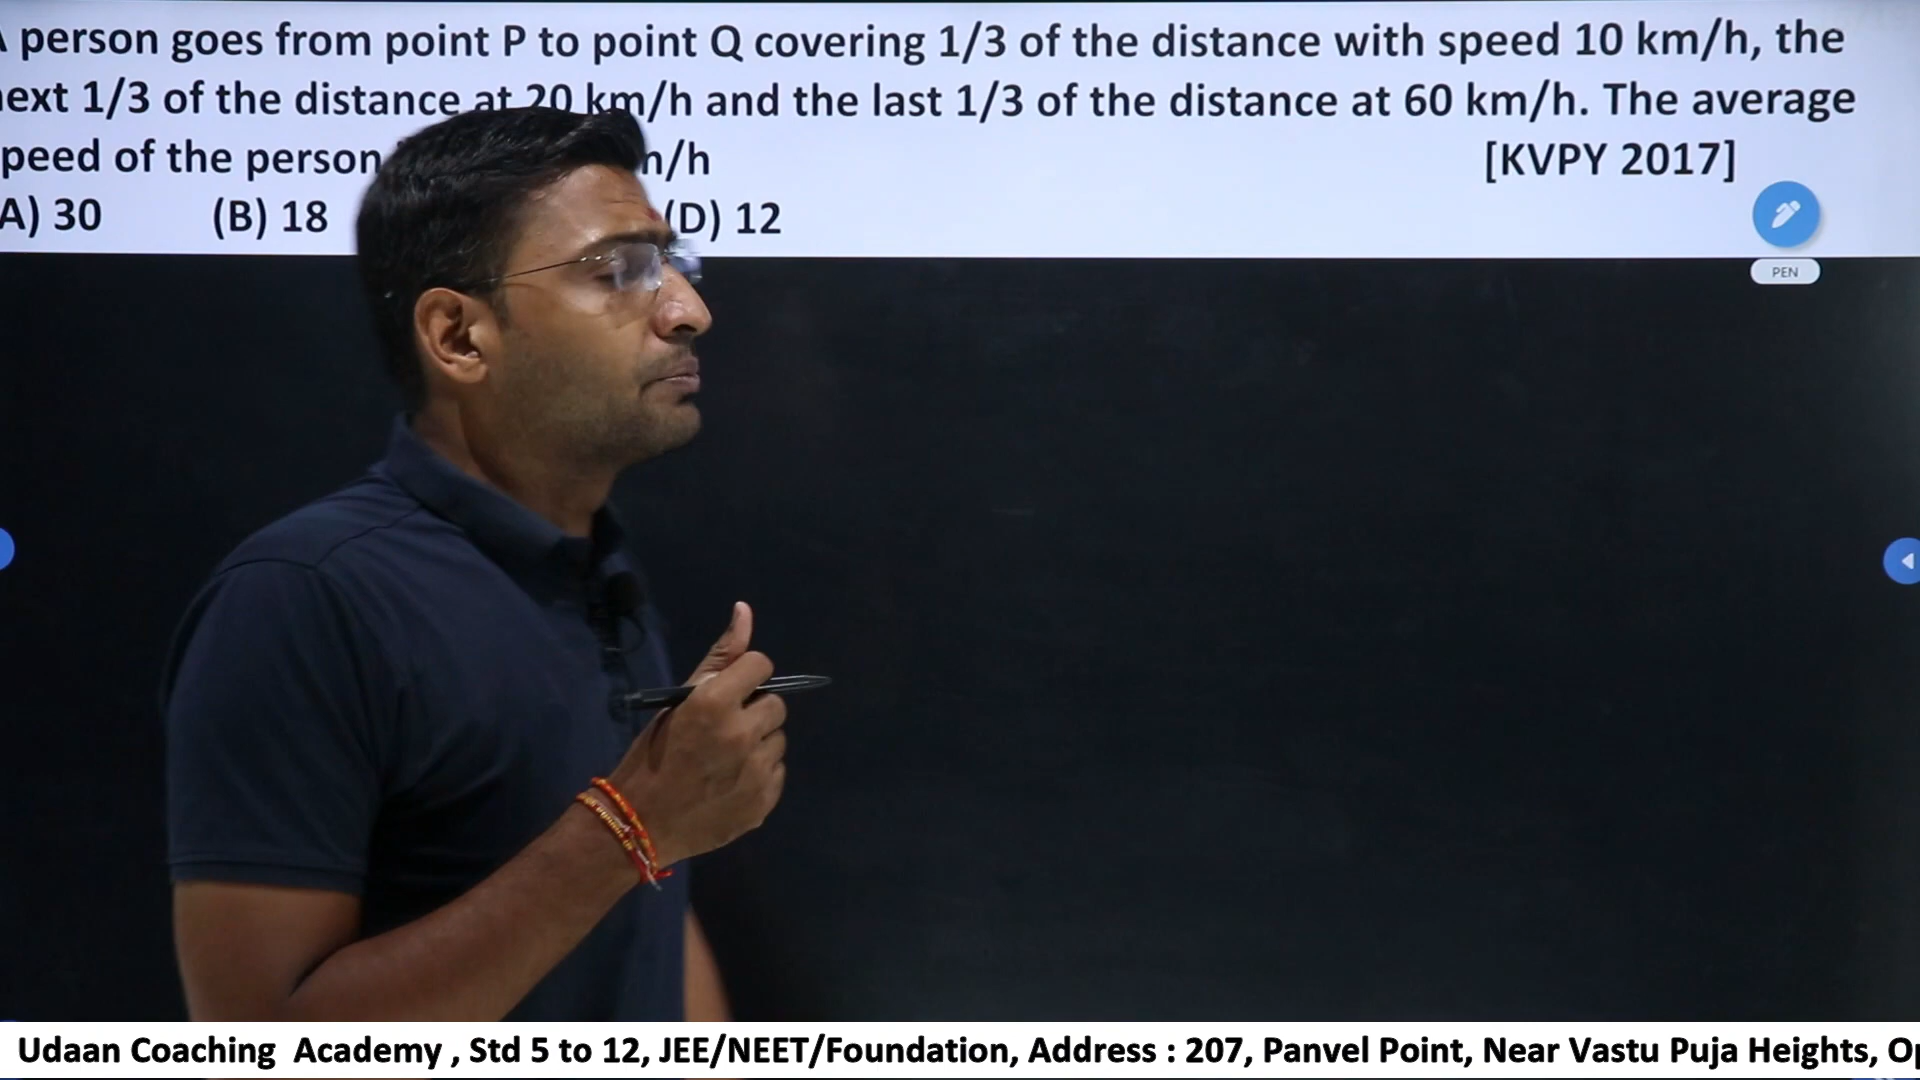 person goes from point P to point Q covering 1/3 of the distance with speed 10 km/h, the
ext 1/3 of the distance at 20 km/h and the last 1/3 of the distance at 60 km/h. The average
peed of the person n/h [KVPY 2017]
A) 30 (B) 18 (D) 12
PEN
Udaan Coaching Academy , Std 5 to 12, JEE/NEET/Foundation, Address : 207, Panvel Point, Near Vastu Puja Heights, Op